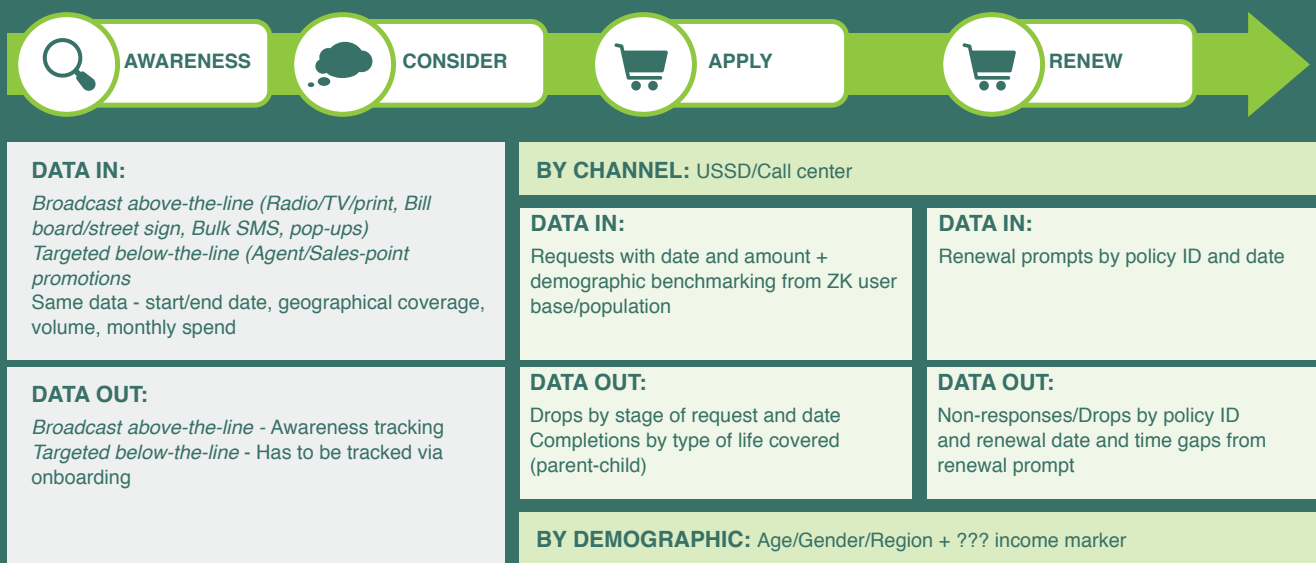 AWARENESS
CONSIDER
APPLY
RENEW
DATA IN:
Broadcast above-the-line (Radio/TV/print, Bill
board/street sign, Bulk SMS, pop-ups)
Targeted below-the-line (Agent/Sales-point
promotions
Same data - start/end date, geographical coverage,
volume, monthly spend
DATA OUT:
Broadcast above-the-line - Awareness tracking
Targeted below-the-line - Has to be tracked via
onboarding
BY CHANNEL: USSD/Call center
DATA IN:
Requests with date and amount +
demographic benchmarking from ZK user
base/population
DATA OUT:
Drops by stage of request and date
Completions by type of life covered
(parent-child)
DATA IN:
Renewal prompts by policy ID and date
DATA OUT:
Non-responses/Drops by policy ID
and renewal date and time gaps from
renewal prompt
BY DEMOGRAPHIC: Age/Gender/Region + ??? income marker